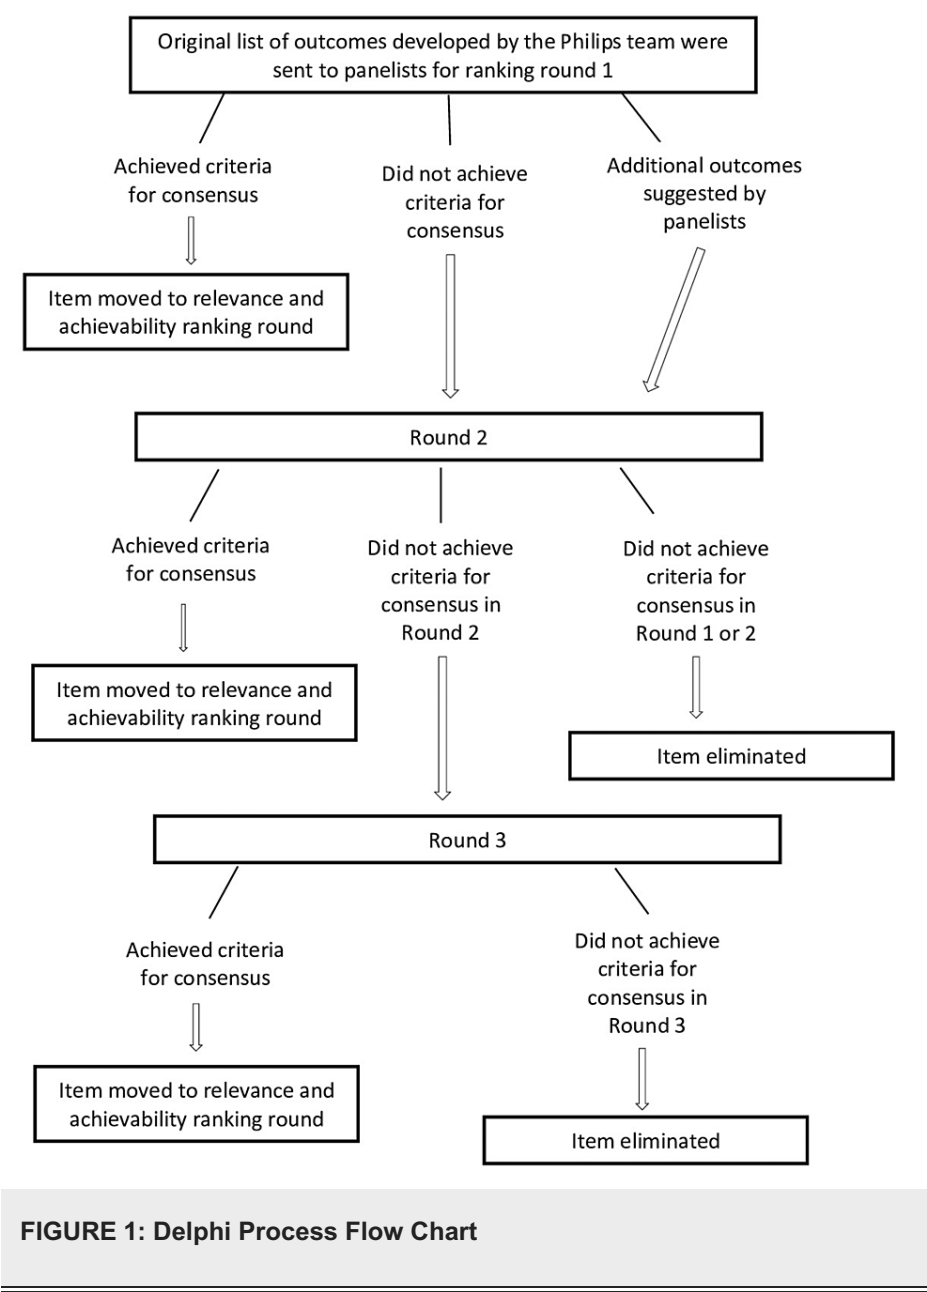 Original list of outcomes developed by the Philips team were
sent to panelists for ranking round 1
Achieved criteria
for consensus
Did not achieve
criteria for
consensus
Additional outcomes
suggested by
panelists
Item moved to relevance and
achievability ranking round
Round 2
Achieved criteria
for consensus
Did not achieve
criteria for
consensus in
Round 2
Did not achieve
criteria for
consensus in
Round 1 or 2
Item moved to relevance and
achievability ranking round
Item eliminated
Round 3
Achieved criteria
for consensus
Did not achieve
criteria for
consensus in
Round 3
Item moved to relevance and
achievability ranking round
Item eliminated
FIGURE 1: Delphi Process Flow Chart